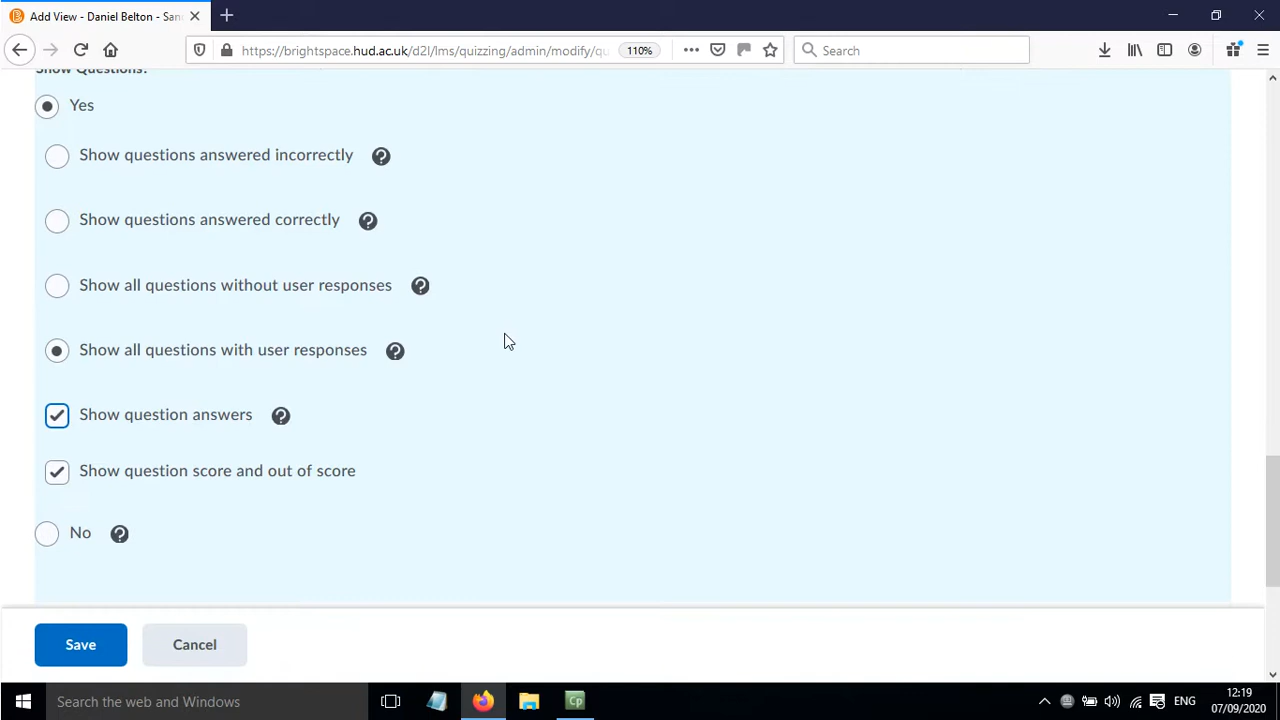 Add View - Daniel Belton - San
https://brightspace.hud.ac.uk/d2l/lms/quizzing/admin/modify/qu
110%
Search
Show Questions?
Yes
Show questions answered incorrectly
Show questions answered correctly
Show all questions without user responses
Show all questions with user responses
Show question answers
Show question score and out of score
No
Save
Cancel
Search the web and Windows
Cp
ENG
12:19
07/09/2020